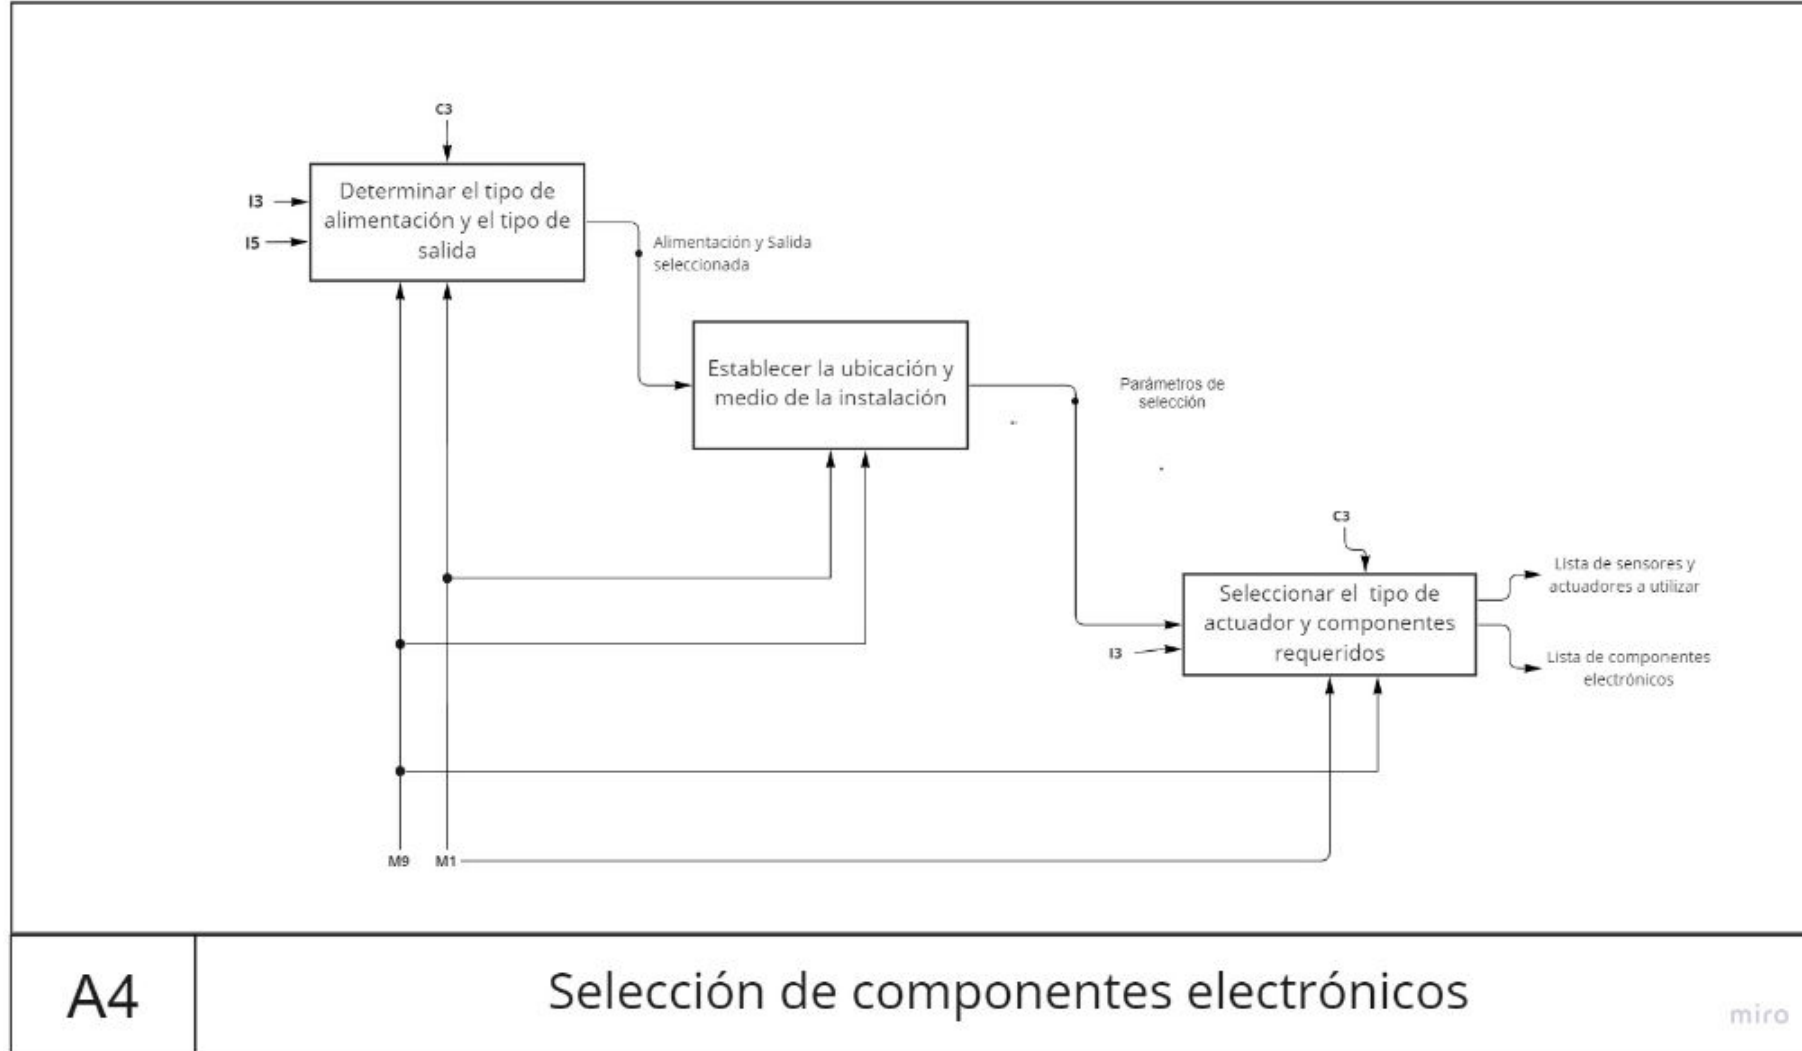 C3
Determinar el tipo de
alimentación y el tipo de
salida
I3
I5
Alimentación y Salida
seleccionada
Establecer la ubicación y
medio de la instalación
Parámetros de
selección
C3
Seleccionar el tipo de
actuador y componentes
requeridos
I3
Lista de sensores y
actuadores a utilizar
Lista de componentes
electrónicos
M9
M1
A4
Selección de componentes electrónicos
miro